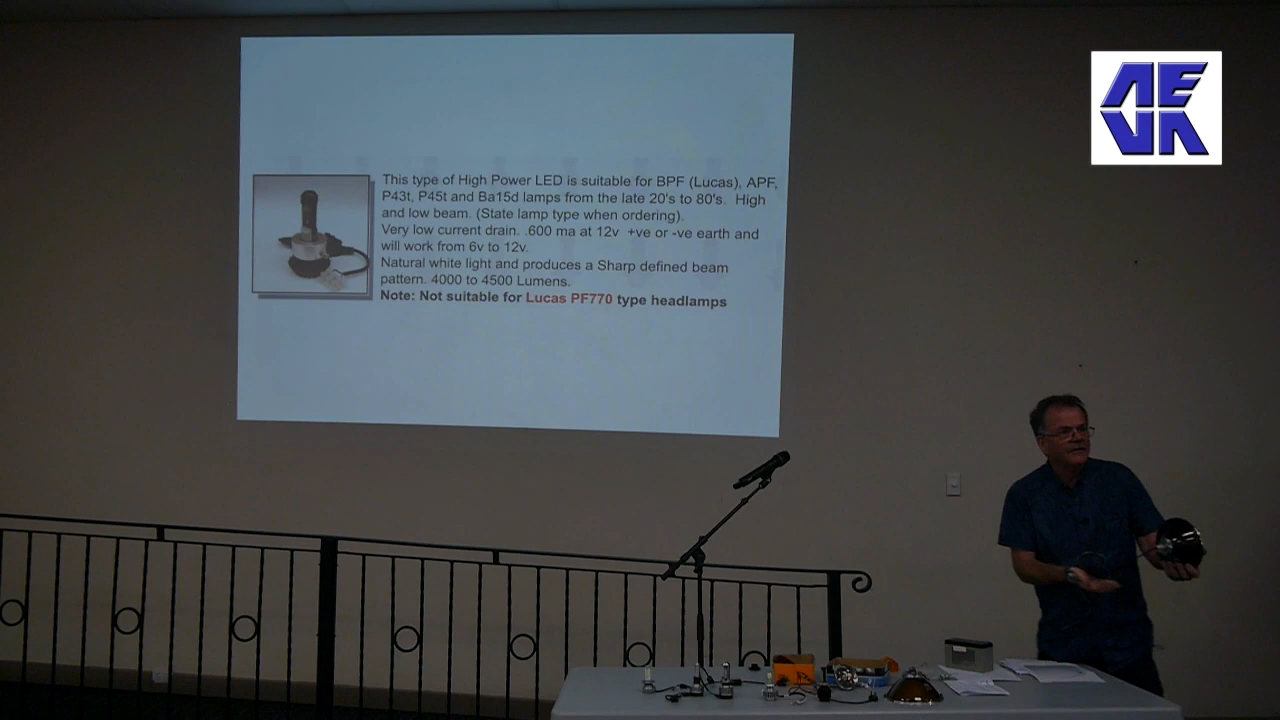 This type of High Power LED is suitable for BPF (Lucas), APF,
P43t, P45t and Ba15d lamps from the late 20's to 80's. High
and low beam. (State lamp type when ordering).
Very low current drain. .600 ma at 12v +ve or -ve earth and
will work from 6v to 12v.
Natural white light and produces a Sharp defined beam
pattern. 4000 to 4500 Lumens.
Note: Not suitable for Lucas PF770 type headlamps